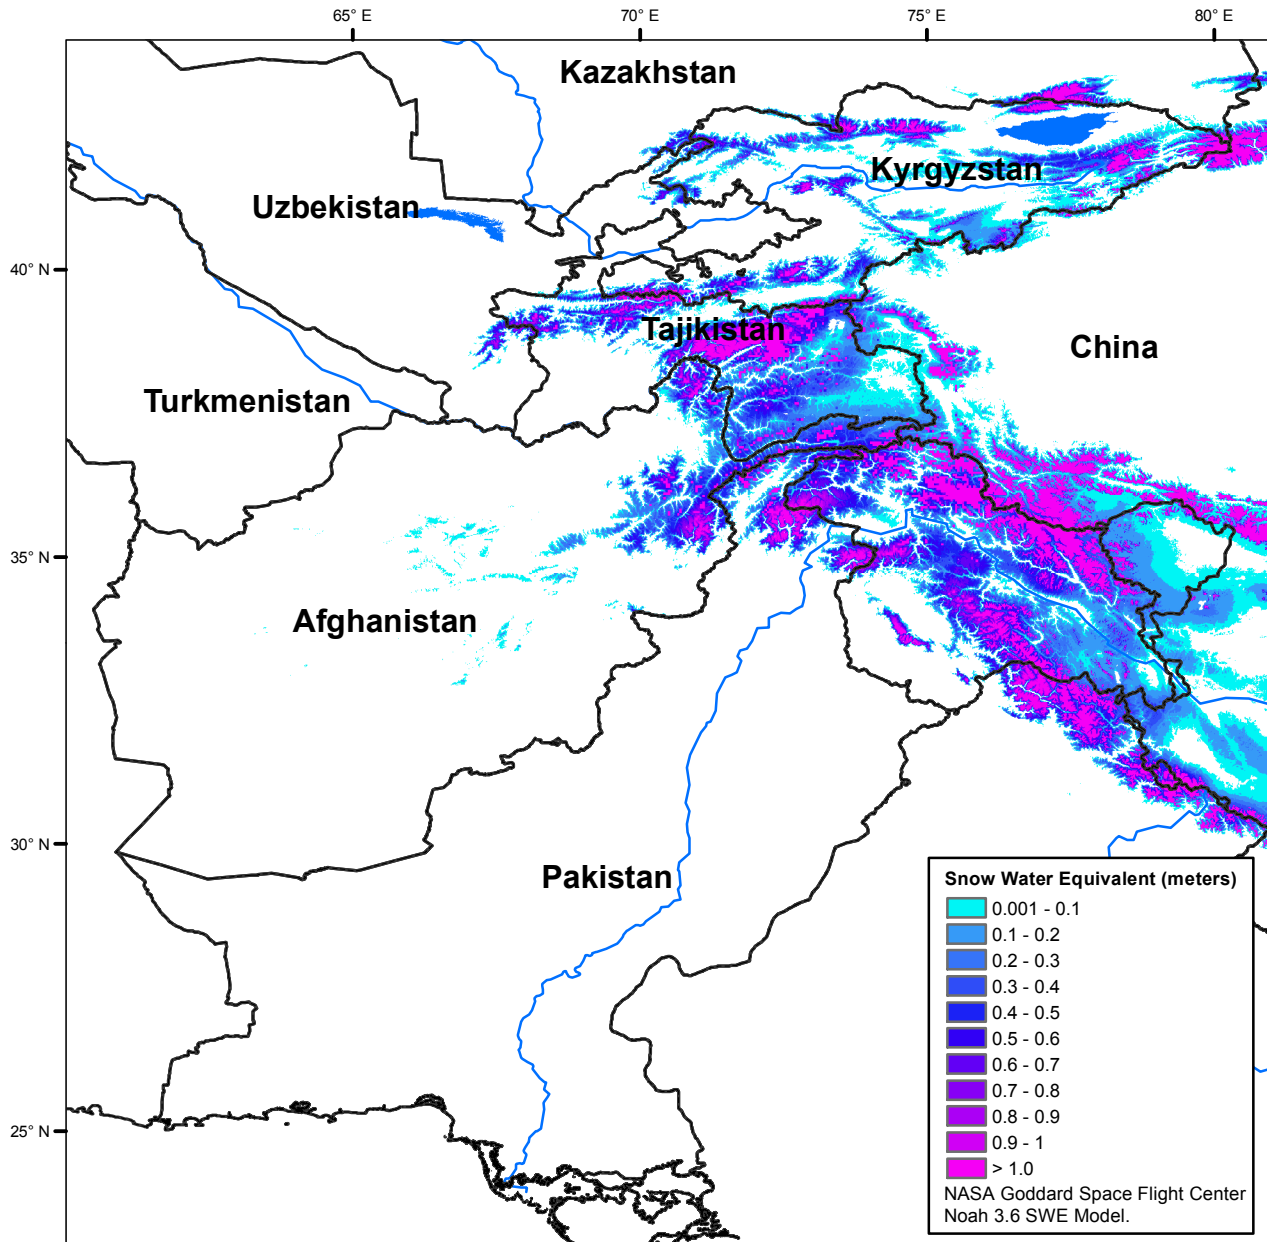 65° E
70° E
75° E
80° E
Kazakhstan
Kyrgyzstan
Uzbekistan
40° N
Tajikistan
China
Turkmenistan
35° N
Afghanistan
30° N
Pakistan
25° N
Snow Water Equivalent (meters)
0.001 - 0.1
0.1 - 0.2
0.2 - 0.3
0.3 - 0.4
0.4 - 0.5
0.5 - 0.6
0.6 - 0.7
0.7 - 0.8
0.8 - 0.9
0.9 - 1
> 1.0
NASA Goddard Space Flight Center
Noah 3.6 SWE Model.